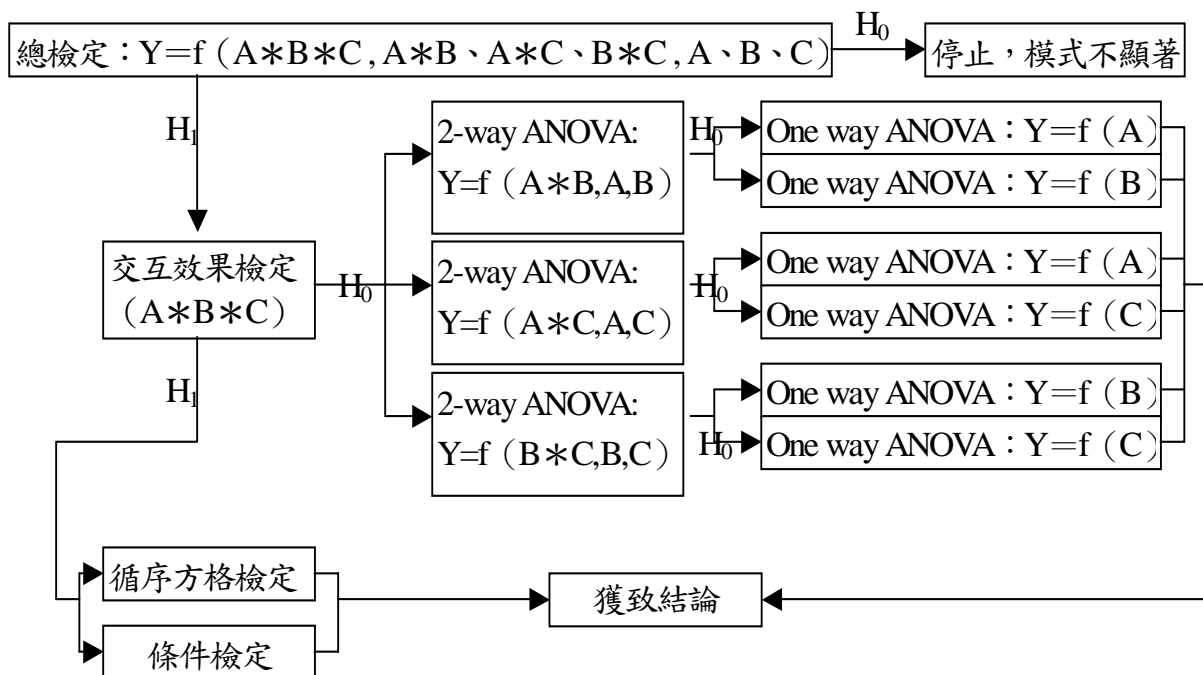 總檢定：Y＝f（A＊B＊C,A＊B、A＊C、B＊C,A、B、C）
H0
停止，模式不顯著
H1
2-way ANOVA:
Y=f（A＊B,A,B）
H0
One way ANOVA：Y＝f（A）
One way ANOVA：Y＝f（B）
交互效果檢定
（A＊B＊C）
H0
2-way ANOVA:
Y=f（A＊C,A,C）
H0
One way ANOVA：Y＝f（A）
One way ANOVA：Y＝f（C）
H1
2-way ANOVA:
Y=f（B＊C,B,C）
H0
One way ANOVA：Y＝f（B）
One way ANOVA：Y＝f（C）
循序方格檢定
獲致結論
條件檢定